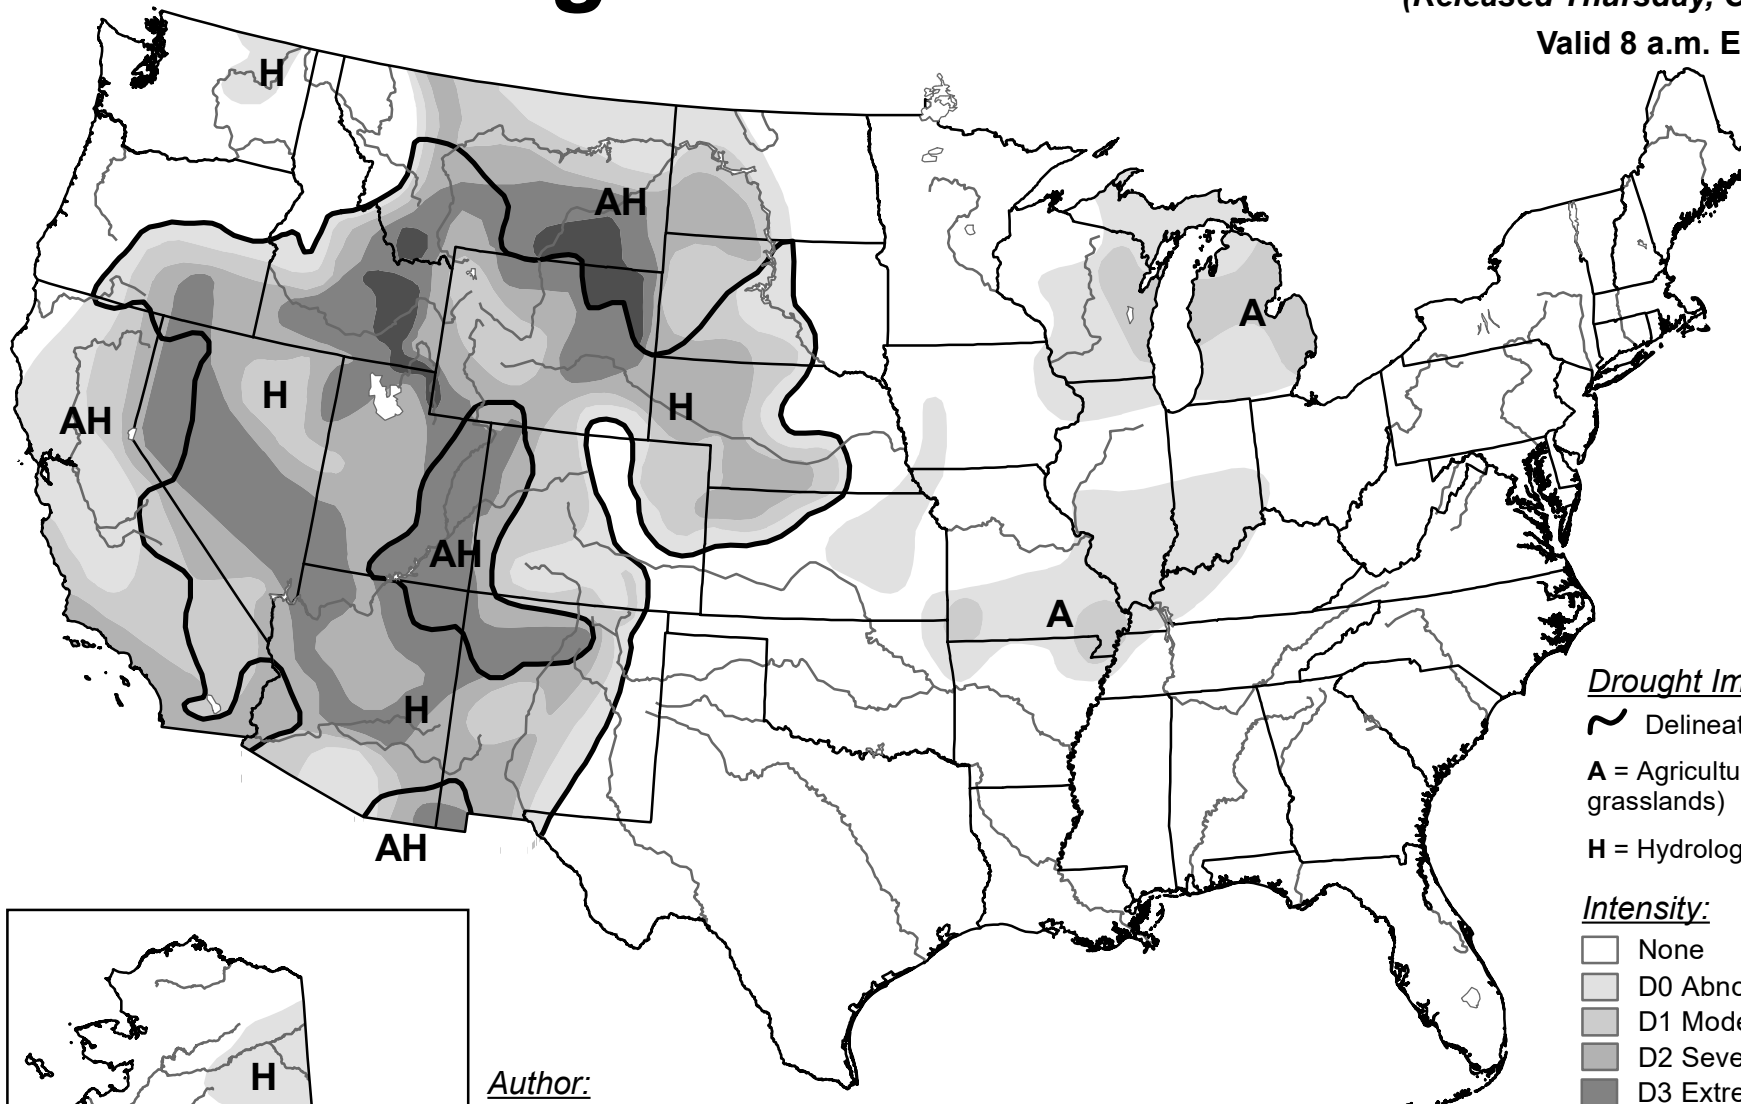 (Released Thursday,
Valid 8 a.m. E
H
AH
A
H
AH
H
AH
A
H
AH
H
Drought Im
Delineat
A = Agricultu
grasslands)
H = Hydrolog
Intensity:
None
D0 Abno
D1 Mode
D2 Seve
D3 Extre
Author: